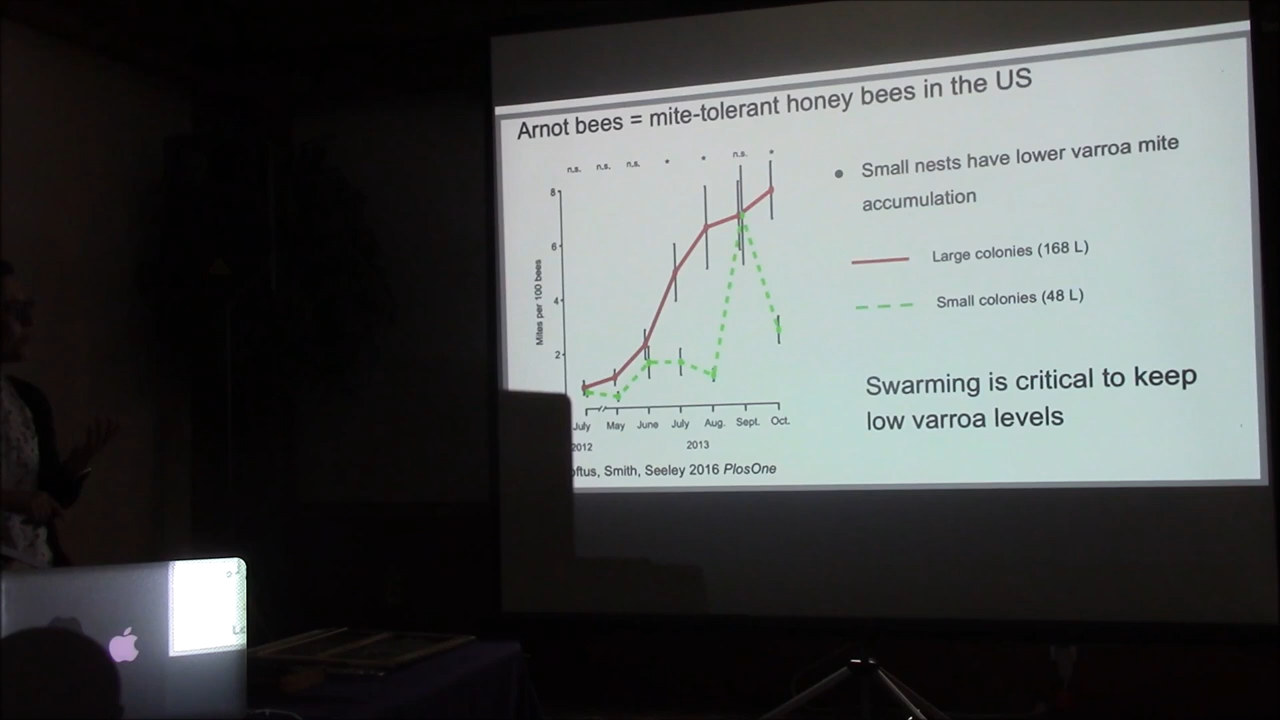 Arnot bees = mite-tolerant honey bees in the US
n.s. n.s. n.s. * * n.s. *
8
6
4
2
Mites per 100 bees
July May June July Aug. Sept. Oct.
2012 2013
oftus, Smith, Seeley 2016 PlosOne
• Small nests have lower varroa mite
accumulation
Large colonies (168 L)
Small colonies (48 L)
Swarming is critical to keep
low varroa levels